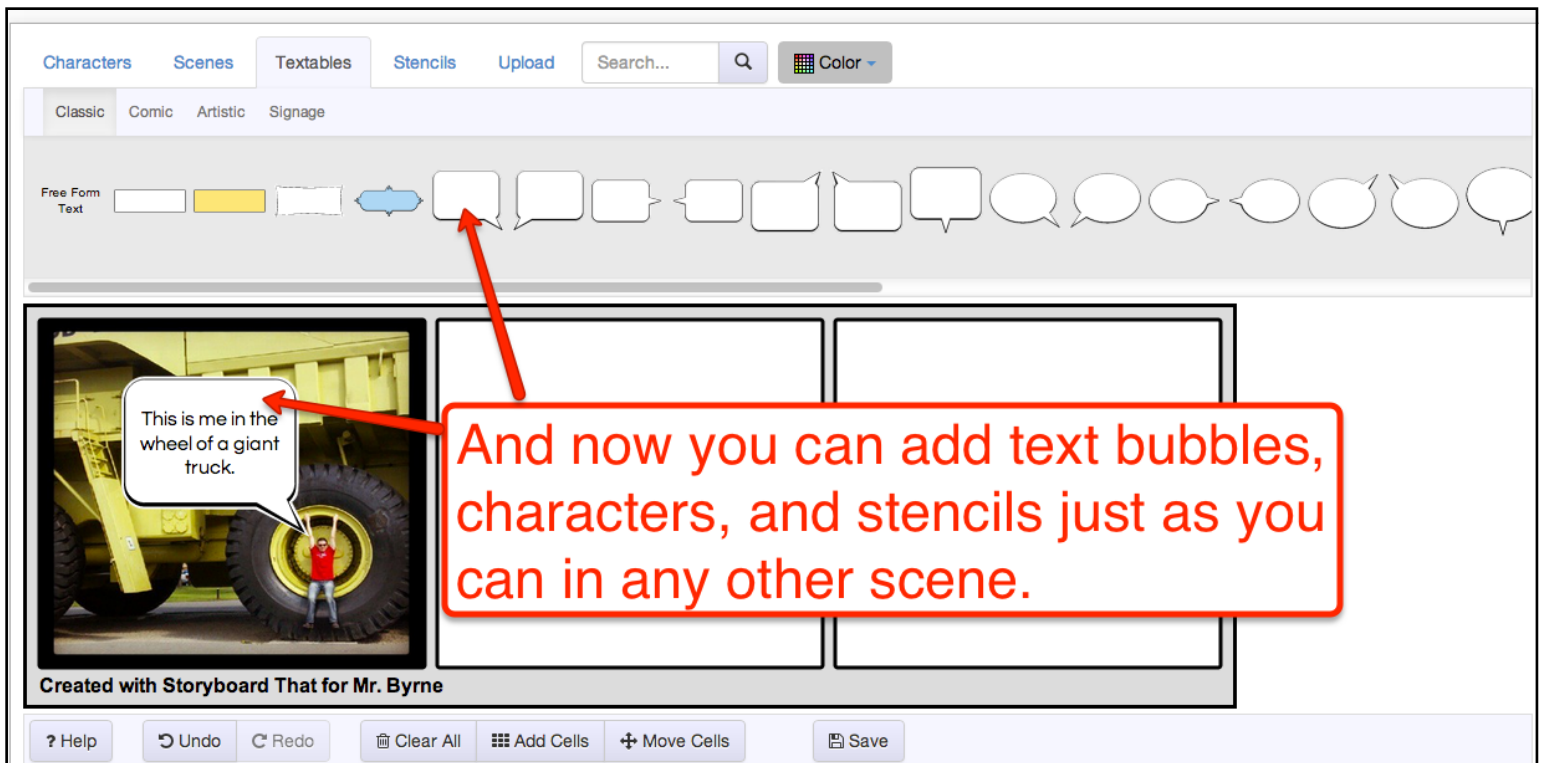 Characters Scenes Textables Stencils Upload Search... Color
Classic Comic Artistic Signage
Free Form
Text
This is me in the
wheel of a giant
truck.
And now you can add text bubbles,
characters, and stencils just as you
can in any other scene.
Created with Storyboard That for Mr. Byrne
? Help Undo Redo Clear All Add Cells Move Cells Save